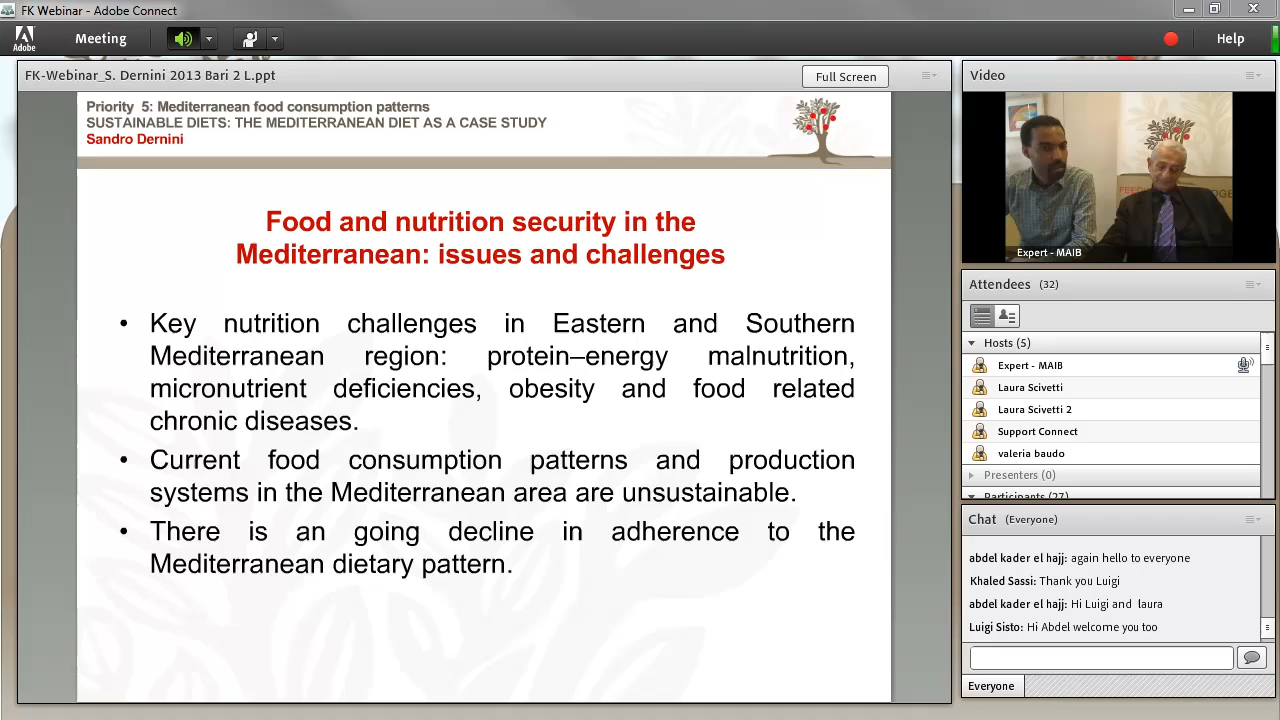 FK Webinar - Adobe Connect
Adobe
Meeting
Help
FK-Webinar_S. Dernini 2013 Bari 2 L.ppt
Full Screen
Priority 5: Mediterranean food consumption patterns
SUSTAINABLE DIETS: THE MEDITERRANEAN DIET AS A CASE STUDY
Sandro Dernini
Food and nutrition security in the
Mediterranean: issues and challenges
• Key nutrition challenges in Eastern and Southern
Mediterranean region: protein–energy malnutrition,
micronutrient deficiencies, obesity and food related
chronic diseases.
• Current food consumption patterns and production
systems in the Mediterranean area are unsustainable.
• There is an going decline in adherence to the
Mediterranean dietary pattern.
Video
Expert - MAIB
Attendees (32)
Hosts (5)
Expert - MAIB
Laura Scivetti
Laura Scivetti 2
Support Connect
valeria baudo
Presenters (0)
Participants (27)
Chat (Everyone)
abdel kader el hajj: again hello to everyone
Khaled Sassi: Thank you Luigi
abdel kader el hajj: Hi Luigi and laura
Luigi Sisto: Hi Abdel welcome you too
Everyone